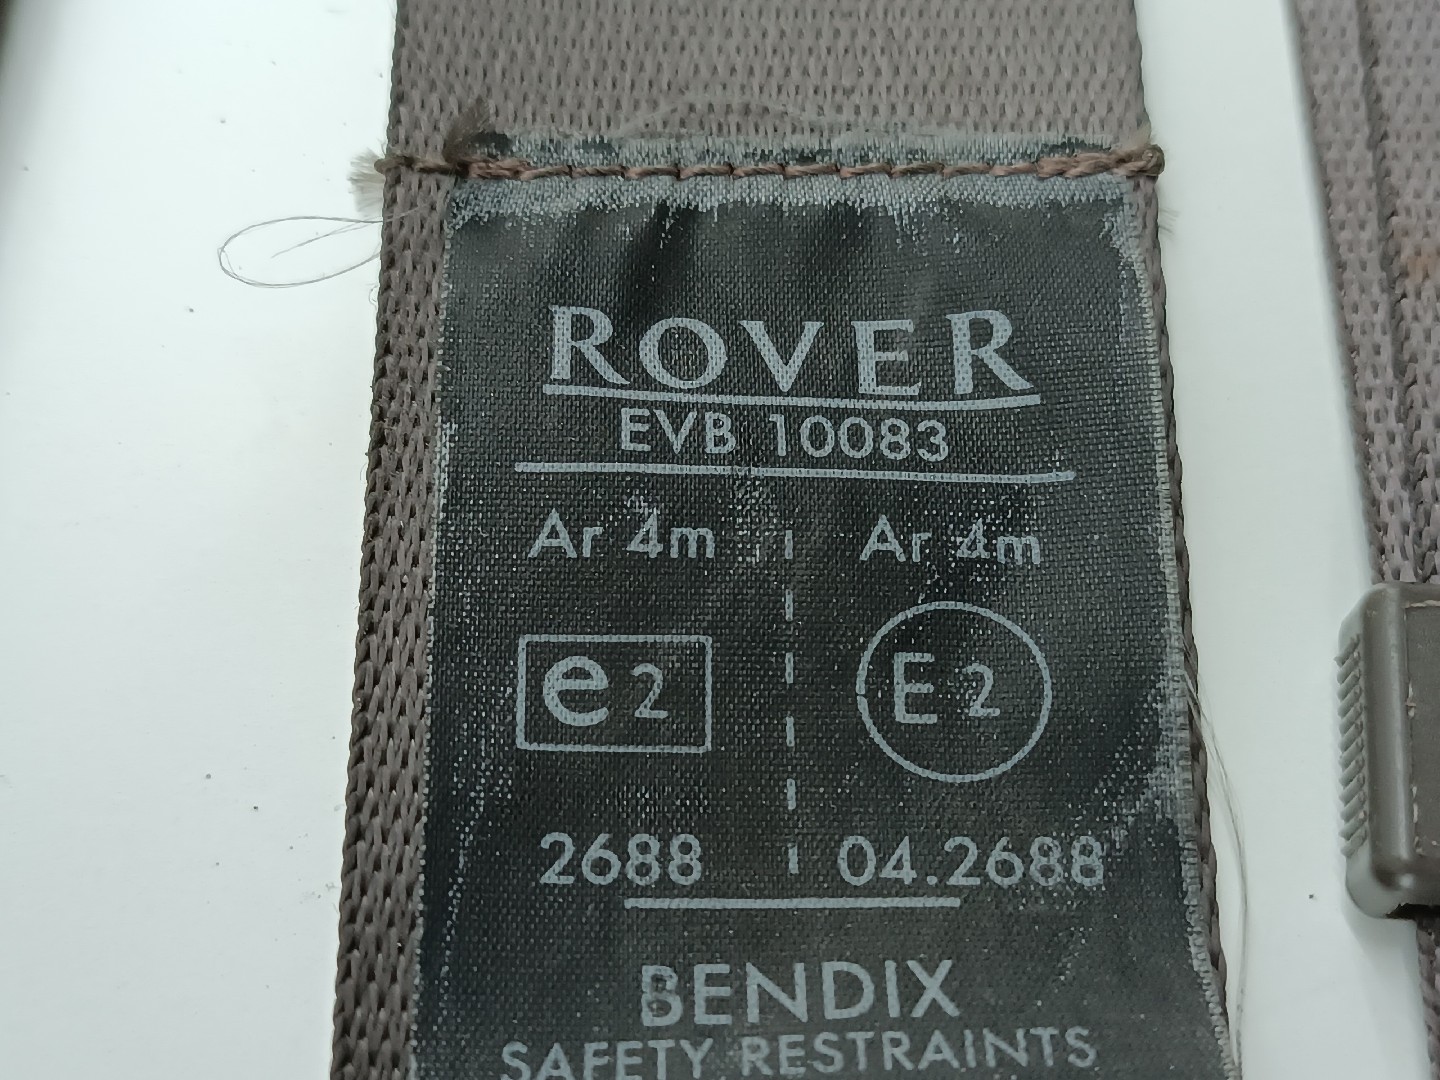 ROVER
EVB 10083
Ar 4m Ar 4m
e2 E2
2688 04.2688
BENDIX
SAFETY RESTRAINTS